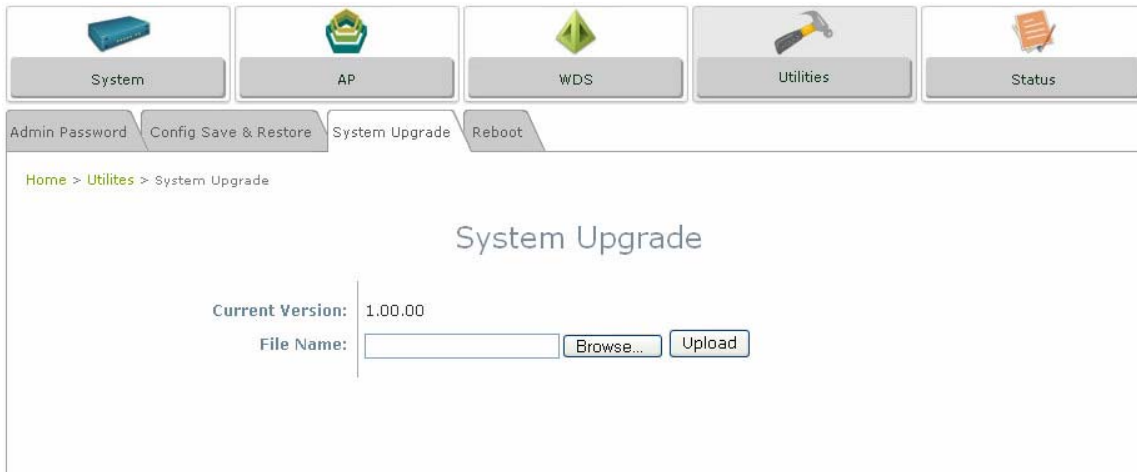 System AP WDS Utilities Status
Admin Password Config Save & Restore System Upgrade Reboot
Home > Utilites > System Upgrade
System Upgrade
Current Version: 1.00.00
File Name: Browse... Upload